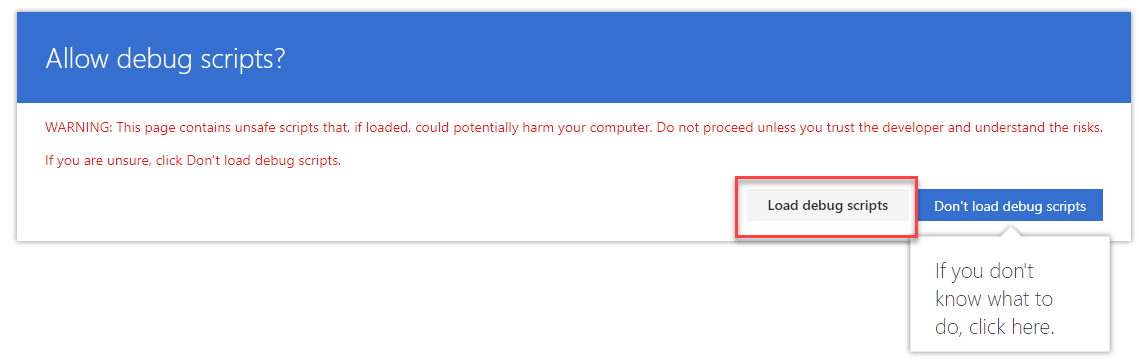 Allow debug scripts?
WARNING: This page contains unsafe scripts that, if loaded, could potentially harm your computer. Do not proceed unless you trust the developer and understand the risks.
If you are unsure, click Don't load debug scripts.
Load debug scripts
Don't load debug scripts
If you don't
know what to
do, click here.